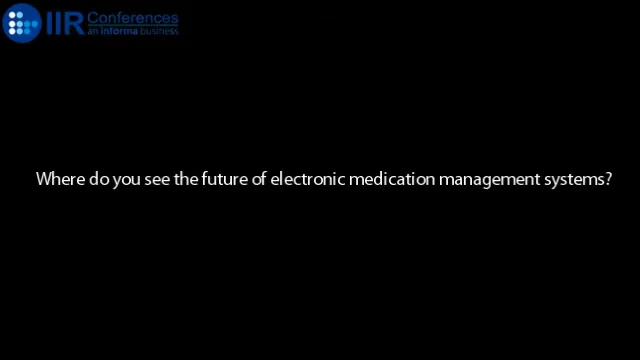 IIR Conferences
an informa business
Where do you see the future of electronic medication management systems?